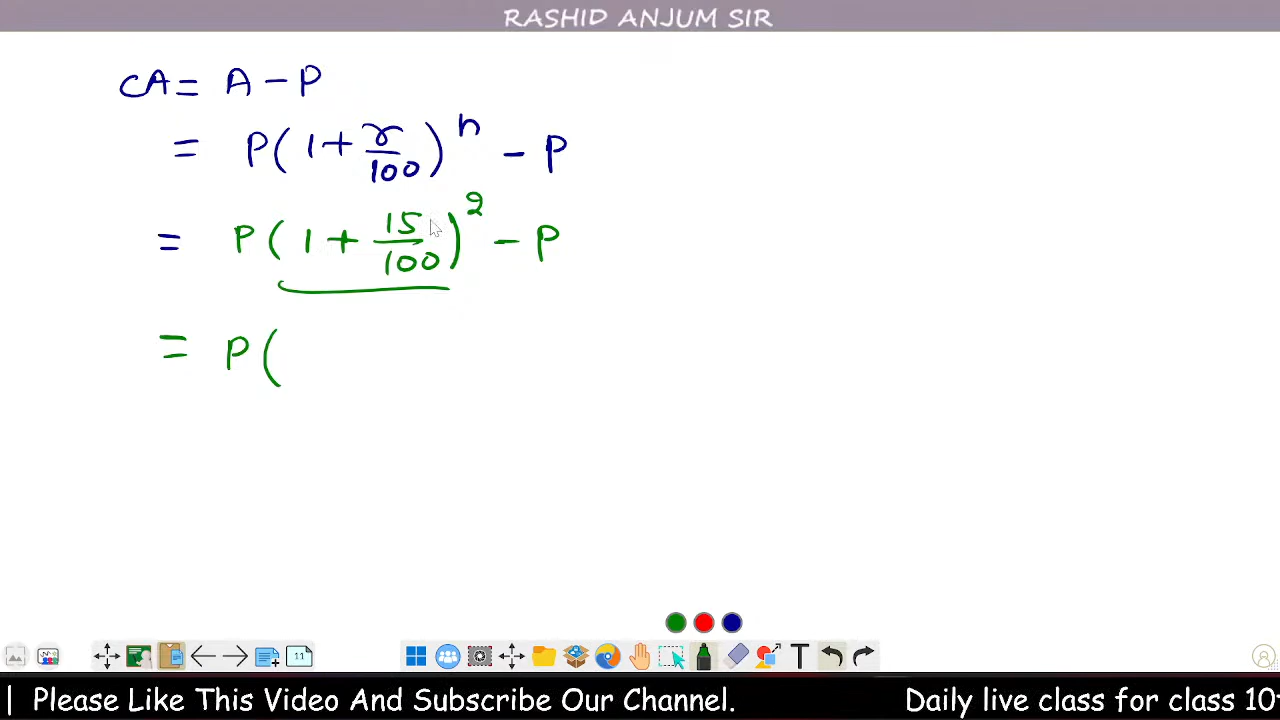 RASHID ANJUM SIR
CA = A - P
= P(1 + r/100)^n - P
= P(1 + 15/100)^2 - P
= P(
11
T
| Please Like This Video And Subscribe Our Channel. Daily live class for class 10